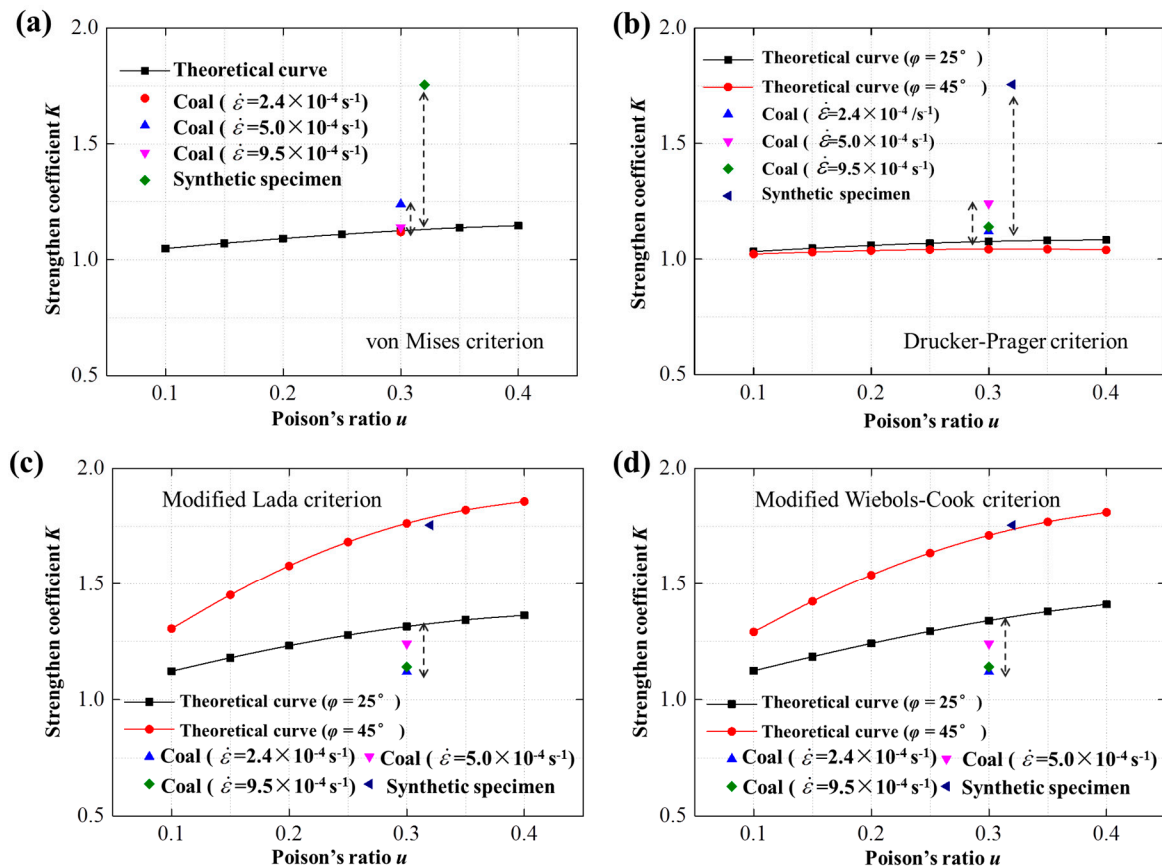 (a)
2.0
1.5
1.0
0.5
Strengthen coefficient K
Theoretical curve
Coal ( ε̇=2.4×10⁻⁴ s⁻¹)
Coal ( ε̇=5.0×10⁻⁴ s⁻¹)
Coal ( ε̇=9.5×10⁻⁴ s⁻¹)
Synthetic specimen
von Mises criterion
0.1 0.2 0.3 0.4
Poison's ratio u
(b)
2.0
1.5
1.0
0.5
Strengthen coefficient K
Theoretical curve (φ = 25° )
Theoretical curve (φ = 45° )
Coal ( ε̇=2.4×10⁻⁴ /s⁻¹)
Coal ( ε̇=5.0×10⁻⁴ s⁻¹)
Coal ( ε̇=9.5×10⁻⁴ s⁻¹)
Synthetic specimen
Drucker-Prager criterion
0.1 0.2 0.3 0.4
Poison's ratio u
(c)
2.0
1.5
1.0
0.5
Strengthen coefficient K
Modified Lada criterion
Theoretical curve (φ = 25° )
Theoretical curve (φ = 45° )
Coal ( ε̇=2.4×10⁻⁴ s⁻¹) Coal ( ε̇=5.0×10⁻⁴ s⁻¹)
Coal ( ε̇=9.5×10⁻⁴ s⁻¹) Synthetic specimen
0.1 0.2 0.3 0.4
Poison's ratio u
(d)
2.0
1.5
1.0
0.5
Strengthen coefficient K
Modified Wiebols-Cook criterion
Theoretical curve (φ = 25° )
Theoretical curve (φ = 45° )
Coal ( ε̇=2.4×10⁻⁴ s⁻¹) Coal ( ε̇=5.0×10⁻⁴ s⁻¹)
Coal ( ε̇=9.5×10⁻⁴ s⁻¹) Synthetic specimen
0.1 0.2 0.3 0.4
Poison's ratio u